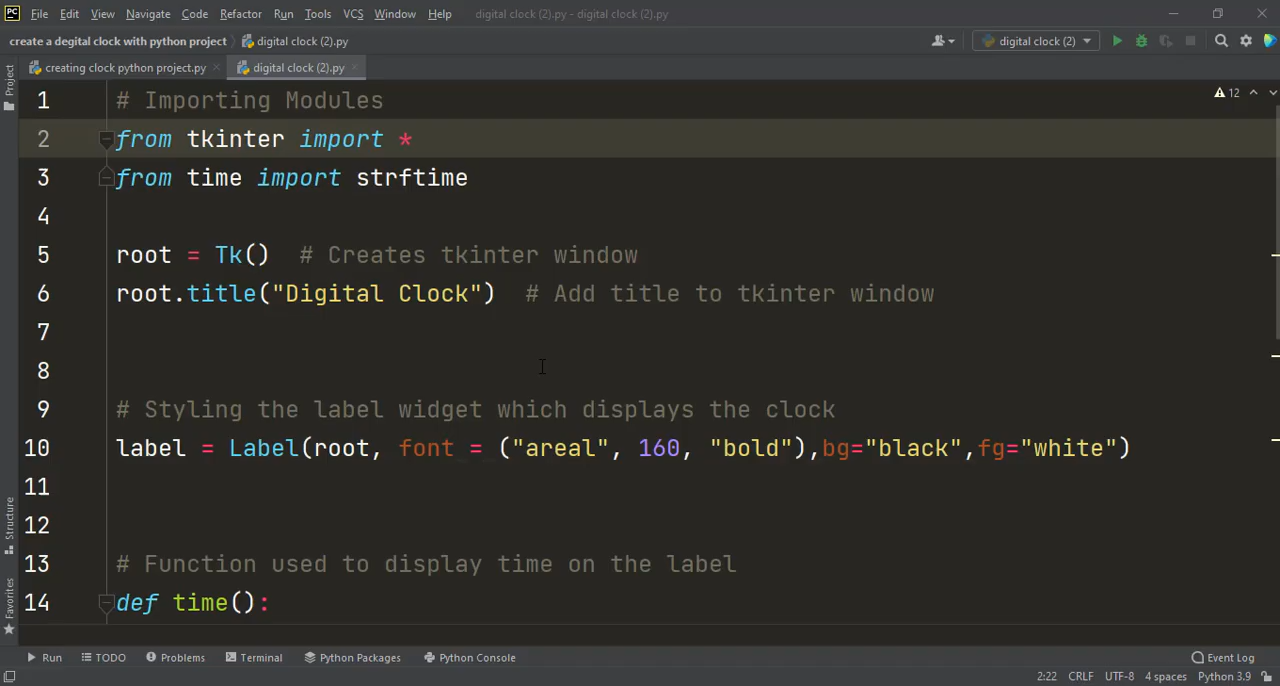 PC File Edit View Navigate Code Refactor Run Tools VCS Window Help digital clock (2).py - digital clock (2).py
create a degital clock with python project digital clock (2).py digital clock (2)
Project creating clock python project.py digital clock (2).py
1 # Importing Modules 12
2 from tkinter import *
3 from time import strftime
4
5 root = Tk() # Creates tkinter window
6 root.title("Digital Clock") # Add title to tkinter window
7
8
9 # Styling the label widget which displays the clock
10 label = Label(root, font = ("areal", 160, "bold"),bg="black",fg="white")
11
Structure
12
13 # Function used to display time on the label
Favorites
14 def time():
Run TODO Problems Terminal Python Packages Python Console Event Log
2:22 CRLF UTF-8 4 spaces Python 3.9